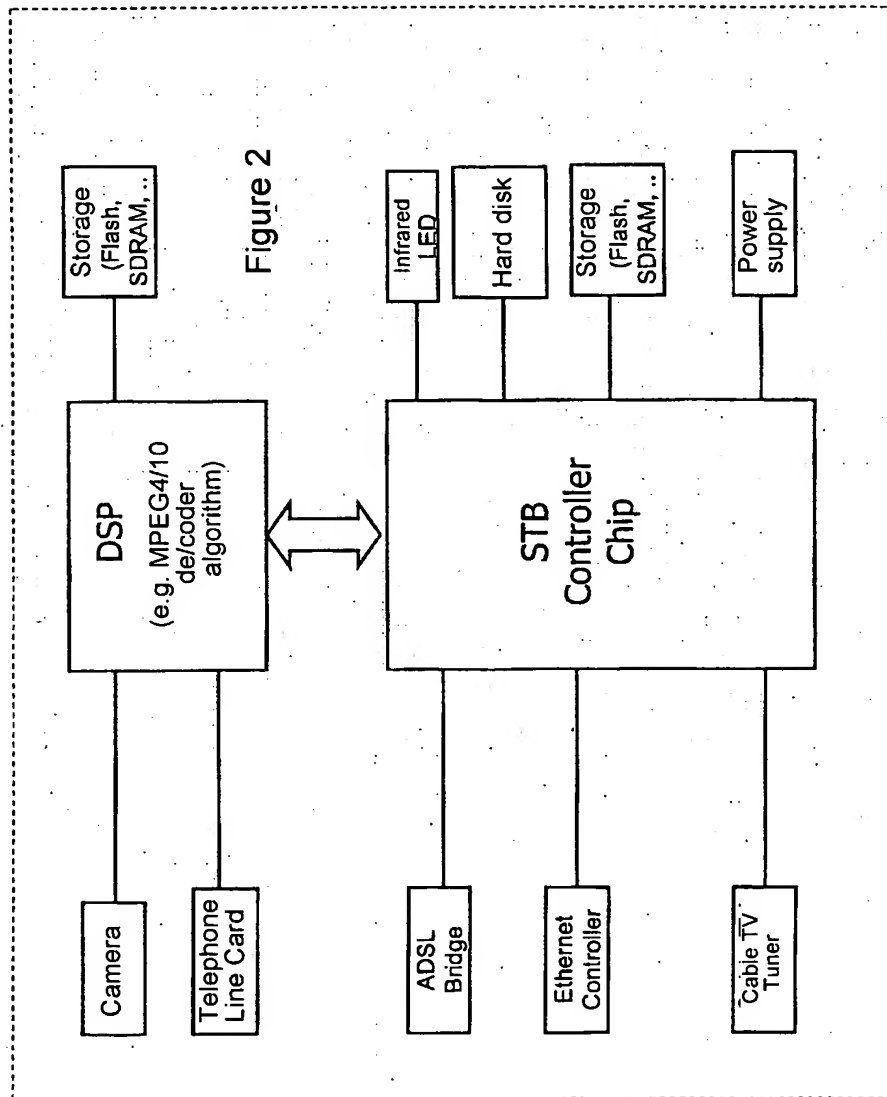 Camera
Telephone
Line Card
DSP
(e.g. MPEG4/10
de/coder
algorithm)
Storage
(Flash,
SDRAM, ..
Figure 2
ADSL
Bridge
Ethernet
Controller
Cable TV
Tuner
STB
Controller
Chip
Infrared
LED
Hard disk
Storage
(Flash,
SDRAM, ..
Power
supply